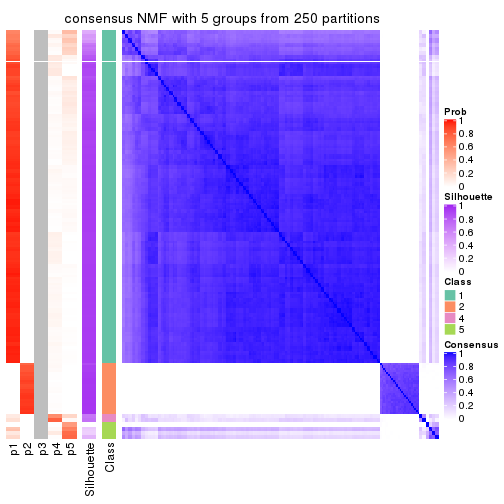 consensus NMF with 5 groups from 250 partitions
Prob
1
0.8
0.6
0.4
0.2
0
Silhouette
1
0.8
0.6
0.4
0.2
0
Class
1
2
4
5
Consensus
1
0.8
0.6
0.4
0.2
0
p1
p2
p3
p4
p5
Silhouette
Class